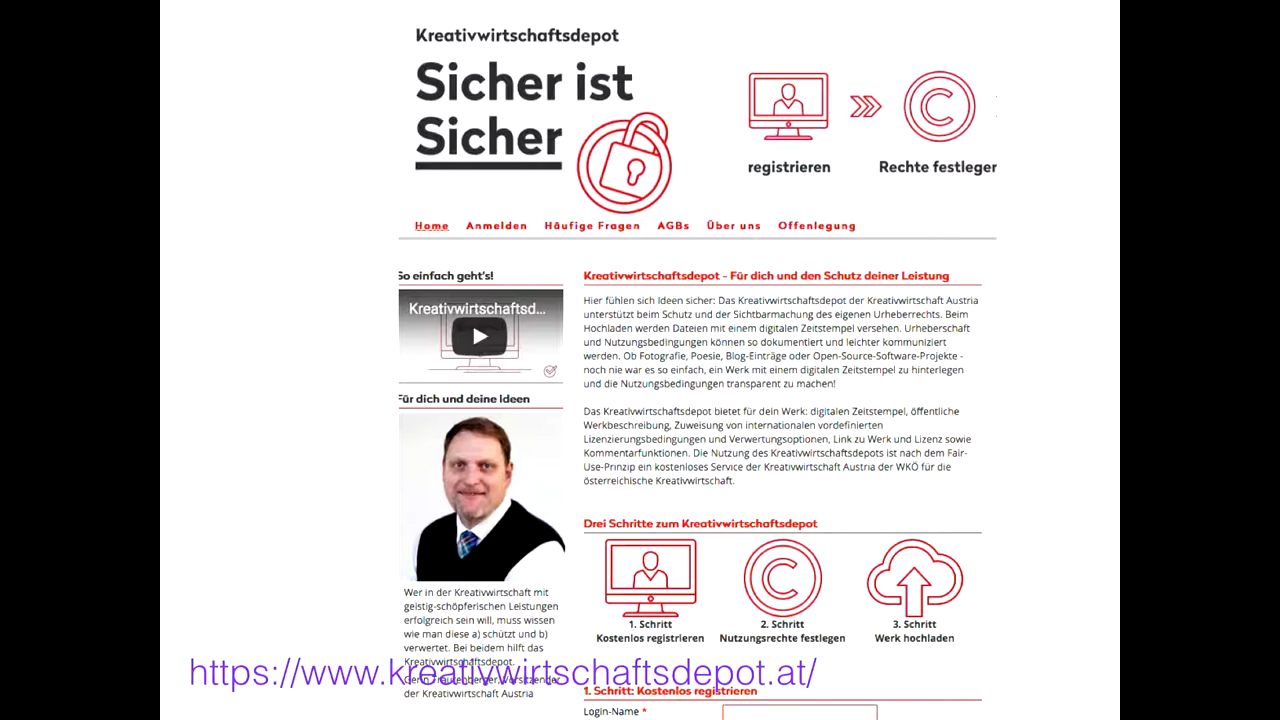 Kreativwirtschaftsdepot
Sicher ist
Sicher
registrieren
Rechte festlegen
Home Anmelden Häufige Fragen AGBs Über uns Offenlegung
So einfach geht's!
Kreativwirtschaftsd...
Für dich und deine Ideen
Wer in der Kreativwirtschaft mit
geistig-schöpferischen Leistungen
erfolgreich sein will, muss wissen
wie man diese a) schützt und b)
verwertet. Bei beidem hilft das
Kreativwirtschaftsdepot.
Gerin Trautenberger, Vorsitzender
der Kreativwirtschaft Austria
Kreativwirtschaftsdepot - Für dich und den Schutz deiner Leistung
Hier fühlen sich Ideen sicher: Das Kreativwirtschaftsdepot der Kreativwirtschaft Austria
unterstützt beim Schutz und der Sichtbarmachung des eigenen Urheberrechts. Beim
Hochladen werden Dateien mit einem digitalen Zeitstempel versehen. Urheberschaft
und Nutzungsbedingungen können so dokumentiert und leichter kommuniziert
werden. Ob Fotografie, Poesie, Blog-Einträge oder Open-Source-Software-Projekte -
noch nie war es so einfach, ein Werk mit einem digitalen Zeitstempel zu hinterlegen
und die Nutzungsbedingungen transparent zu machen!
Das Kreativwirtschaftsdepot bietet für dein Werk: digitalen Zeitstempel, öffentliche
Werkbeschreibung, Zuweisung von internationalen vordefinierten
Lizenzierungsbedingungen und Verwertungsoptionen, Link zu Werk und Lizenz sowie
Kommentarfunktionen. Die Nutzung des Kreativwirtschaftsdepots ist nach dem Fair-
Use-Prinzip ein kostenloses Service der Kreativwirtschaft Austria der WKÖ für die
österreichische Kreativwirtschaft.
Drei Schritte zum Kreativwirtschaftsdepot
1. Schritt
Kostenlos registrieren
2. Schritt
Nutzungsrechte festlegen
3. Schritt
Werk hochladen
1. Schritt: Kostenlos registrieren
Login-Name *
https://www.kreativwirtschaftsdepot.at/